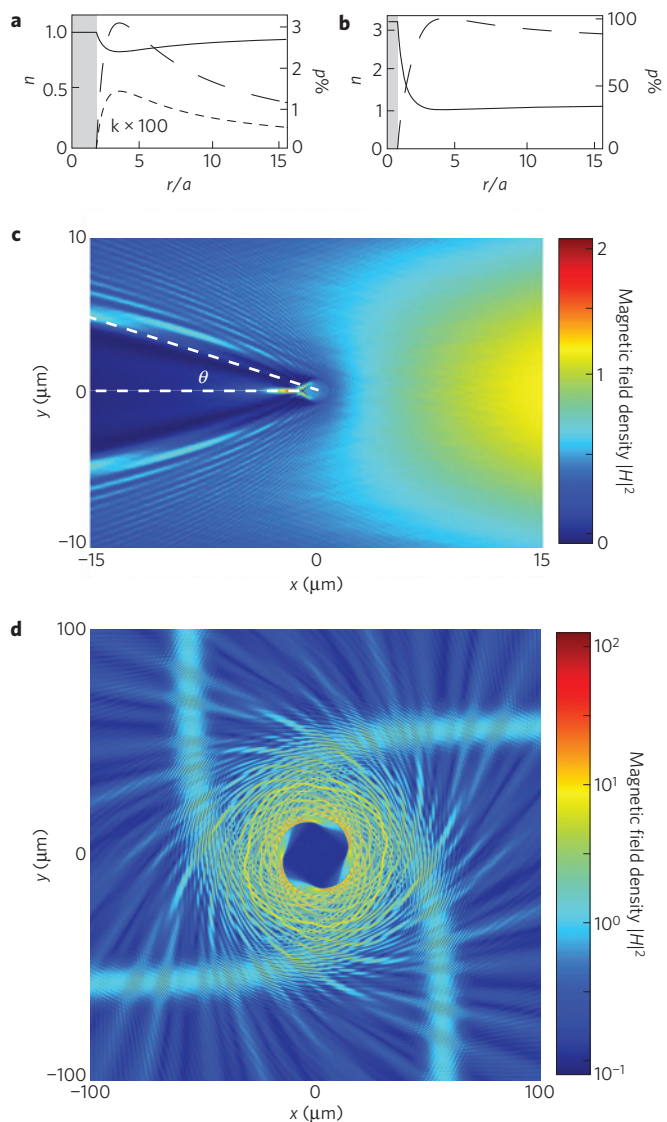 a
1.0
0.5
0
n
k × 100
3
2
1
0
p%
0
5
10
15
r/a
b
3
2
1
0
n
100
50
0
p%
0
5
10
15
r/a
c
10
0
−10
y (μm)
θ
−15
0
15
x (μm)
2
1
0
Magnetic field density |H|²
d
100
0
−100
y (μm)
−100
0
100
x (μm)
10²
10¹
10⁰
10⁻¹
Magnetic field density |H|²